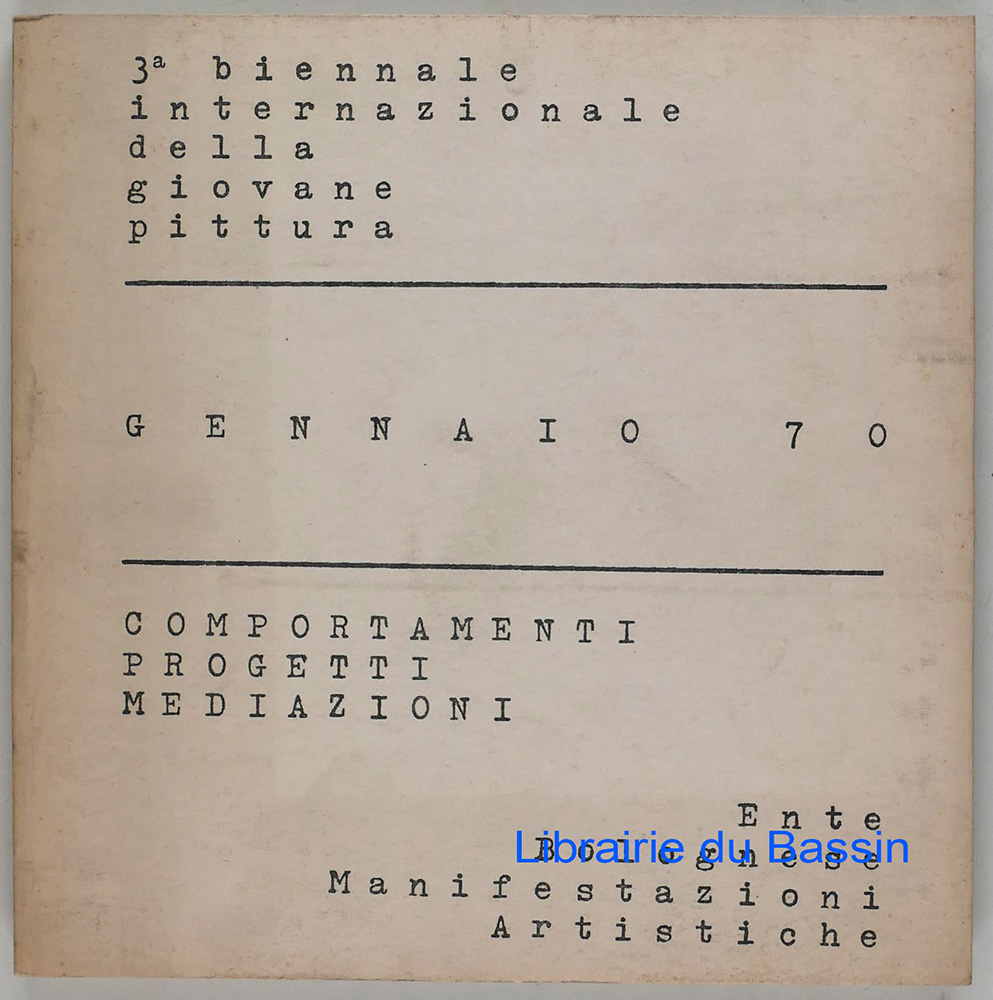 3ª biennale
internazionale
della
giovane
pittura
GENNAIO 70
COMPORTAMENTI
PROGETTI
MEDIAZIONI
Ente
Bolognese
Librairie du Bassin
Manifestazioni
Artistiche